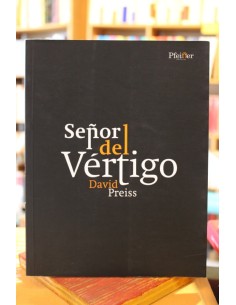 Pfeiffer
Señor
del
Vértigo
David
Preiss